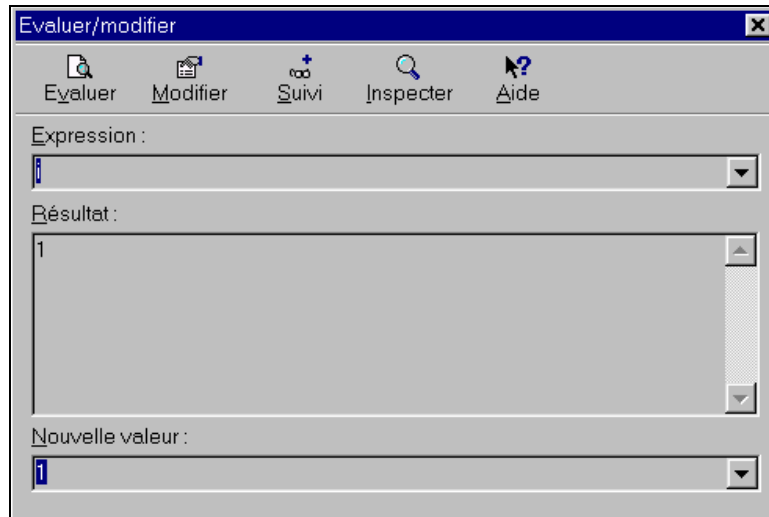 Evaluer/modifier
Evaluer Modifier Suivi Inspecter Aide
Expression :
i
Résultat :
1
Nouvelle valeur :
1